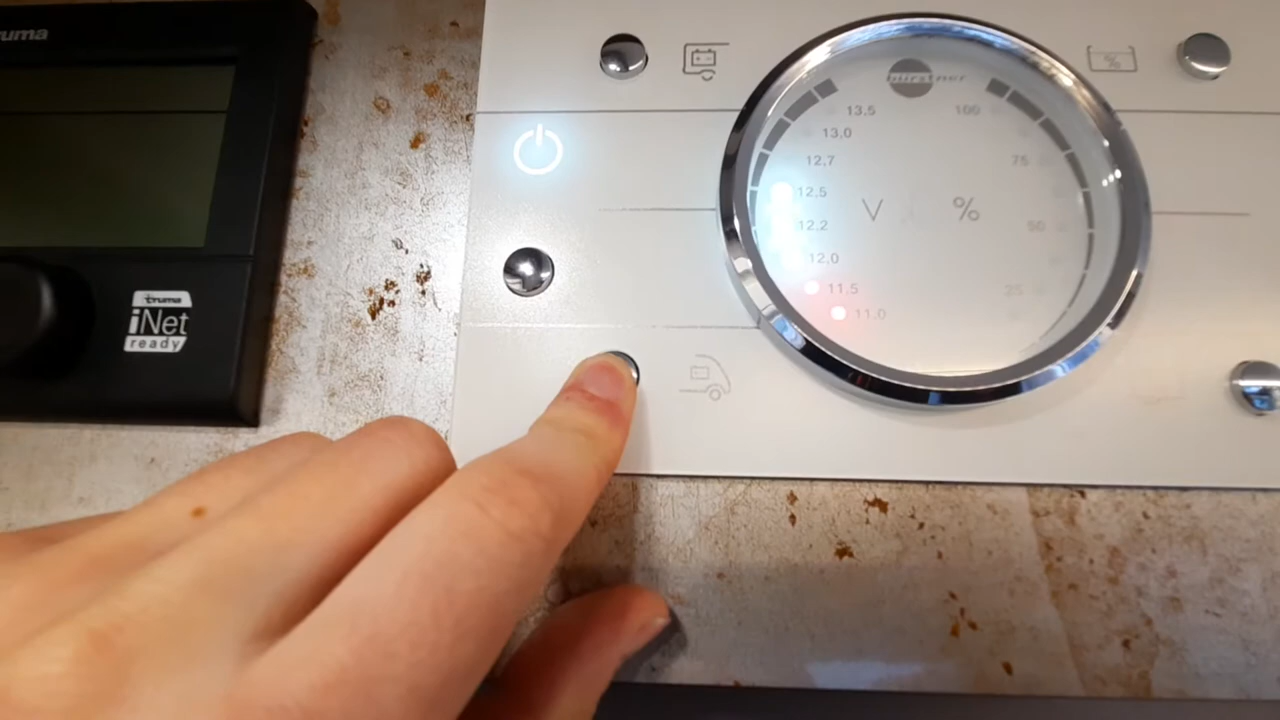 truma
truma
iNet
ready
bürstner
13.5
100
13,0
12,7
75
12,5
V
%
12,2
50
12,0
11.5
25
11.0
%